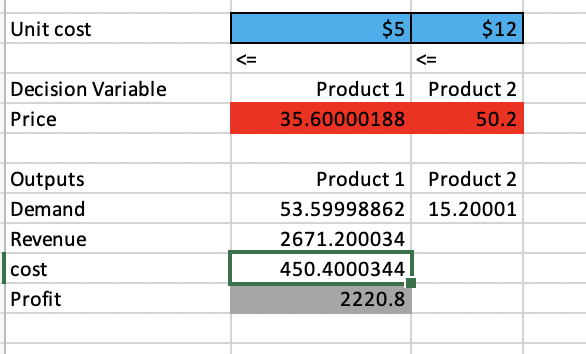 Unit cost $5 $12
<= <=
Decision Variable Product 1 Product 2
Price 35.60000188 50.2
Outputs Product 1 Product 2
Demand 53.59998862 15.20001
Revenue 2671.200034
cost 450.4000344
Profit 2220.8